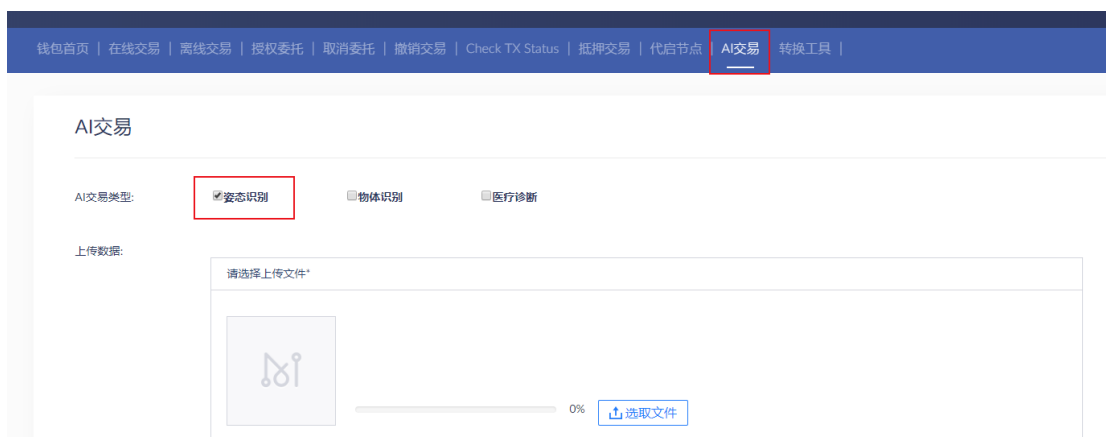 钱包首页 | 在线交易 | 离线交易 | 授权委托 | 取消委托 | 撤销交易 | Check TX Status | 抵押交易 | 代启节点 | AI交易 转换工具 |
AI交易
AI交易类型: 姿态识别 物体识别 医疗诊断
上传数据:
请选择上传文件*
0% 选取文件